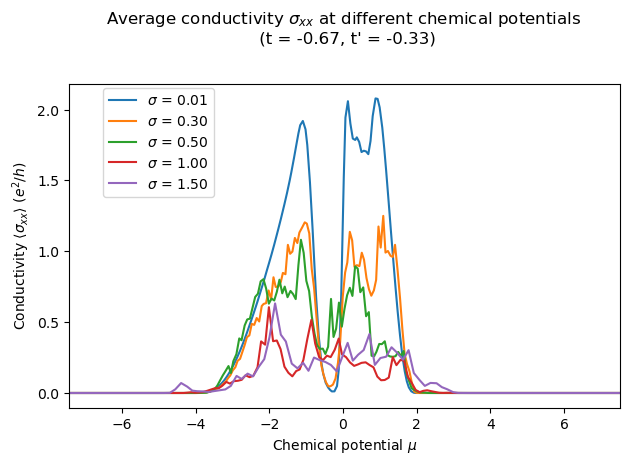 Average conductivity σxx at different chemical potentials
(t = -0.67, t' = -0.33)
σ = 0.01
σ = 0.30
σ = 0.50
σ = 1.00
σ = 1.50
2.0
1.5
1.0
0.5
0.0
Conductivity ⟨σxx⟩ (e²/h)
−6 −4 −2 0 2 4 6
Chemical potential μ